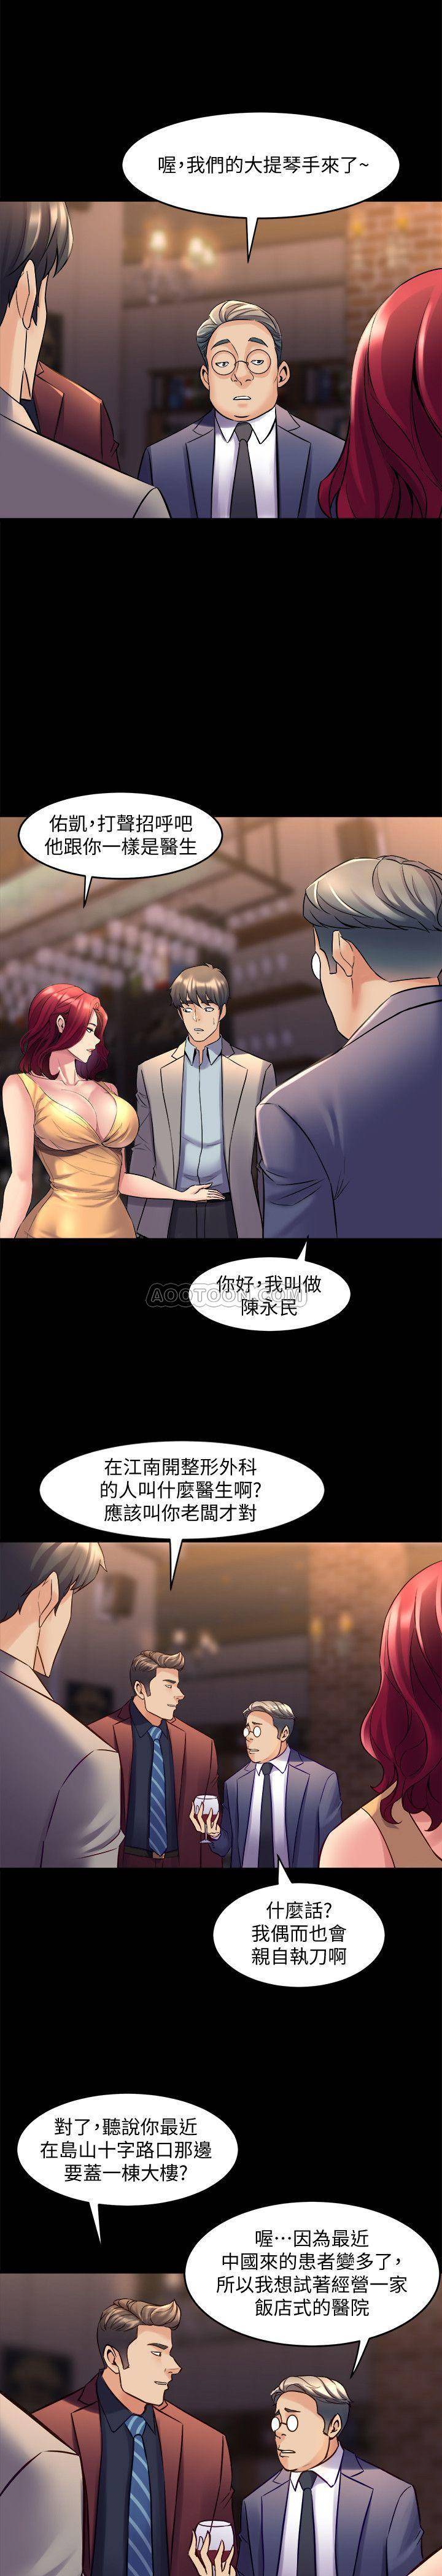 喔，我們的大提琴手來了~
佑凱，打聲招呼吧
他跟你一樣是醫生
AOOTOON.COM
你好，我叫做
陳永民
在江南開整形外科
的人叫什麼醫生啊?
應該叫你老闆才對
什麼話?
我偶而也會
親自執刀啊
對了，聽說你最近
在島山十字路口那邊
要蓋一棟大樓?
喔…因為最近
中國來的患者變多了，
所以我想試著經營一家
飯店式的醫院